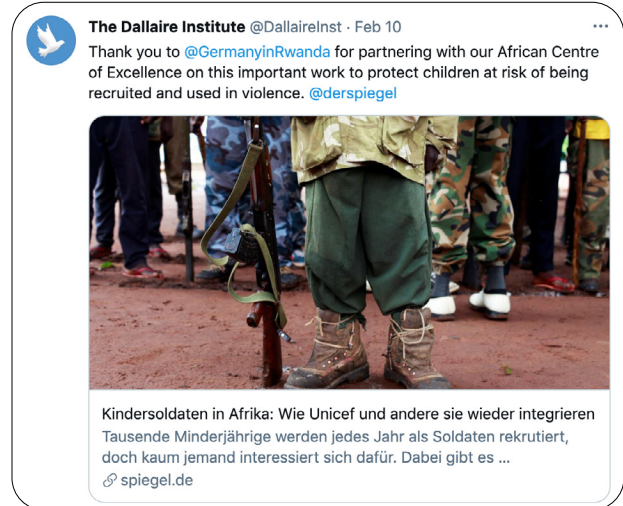 The Dallaire Institute @DallaireInst · Feb 10
Thank you to @GermanyinRwanda for partnering with our African Centre
of Excellence on this important work to protect children at risk of being
recruited and used in violence. @derspiegel
Kindersoldaten in Afrika: Wie Unicef und andere sie wieder integrieren
Tausende Minderjährige werden jedes Jahr als Soldaten rekrutiert,
doch kaum jemand interessiert sich dafür. Dabei gibt es ...
spiegel.de